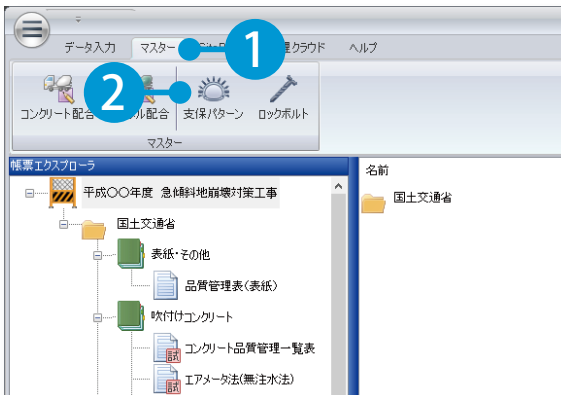 データ入力 マスター 1 クラウド ヘルプ
2
コンクリート配合 ル配合 支保パターン ロックボルト
マスター
帳票エクスプローラ
名前
平成○○年度 急傾斜地崩壊対策工事
国土交通省
国土交通省
表紙・その他
品質管理表(表紙)
吹付けコンクリート
試 コンクリート品質管理一覧表
試 エアメータ法(無注水法)